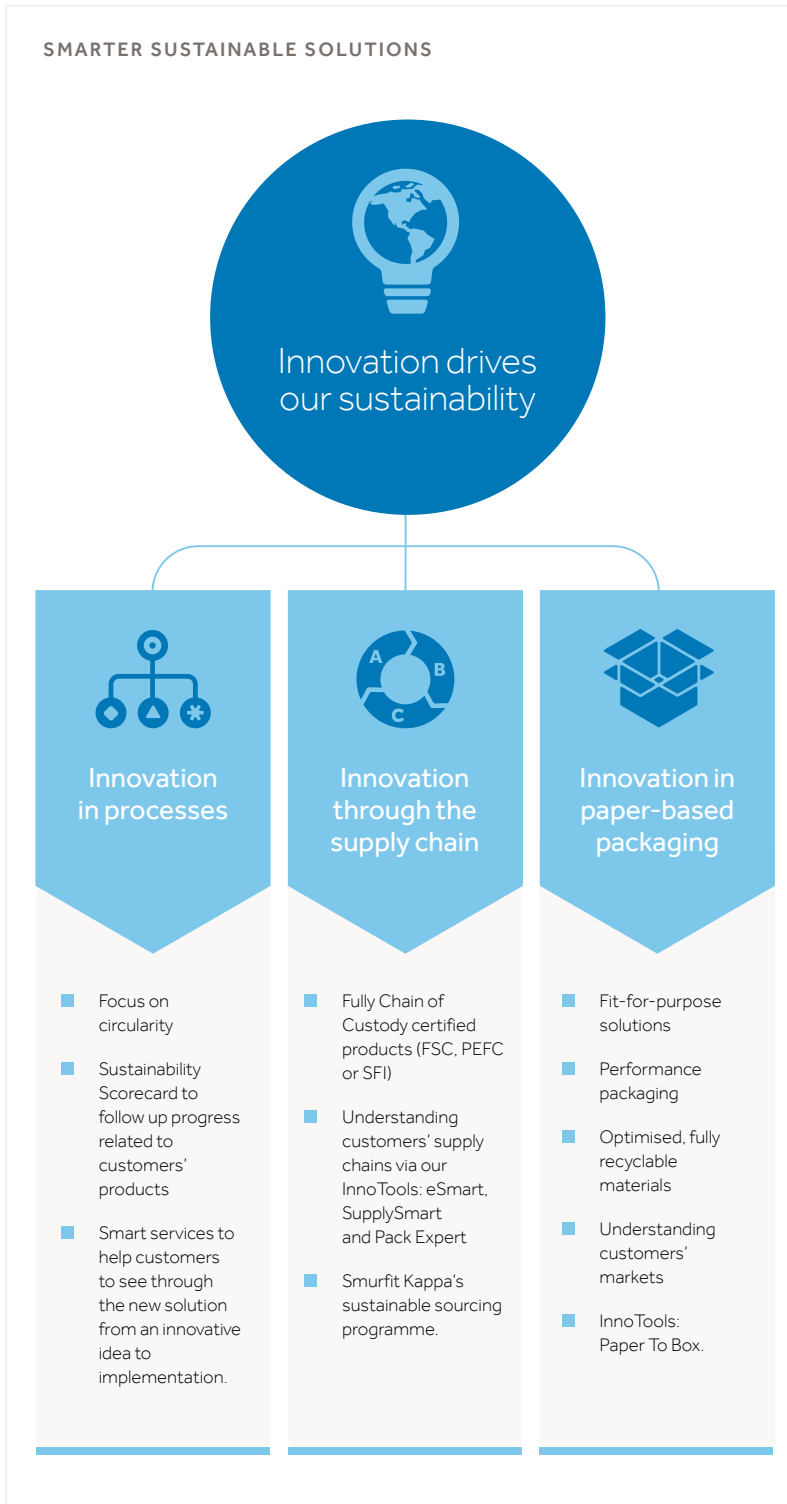 SMARTER SUSTAINABLE SOLUTIONS
Innovation drives
our sustainability
Innovation
in processes
Focus on
circularity
Sustainability
Scorecard to
follow up progress
related to
customers’
products
Smart services to
help customers
to see through
the new solution
from an innovative
idea to
implementation.
A
B
C
Innovation
through the
supply chain
Fully Chain of
Custody certified
products (FSC, PEFC
or SFI)
Understanding
customers’ supply
chains via our
InnoTools: eSmart,
SupplySmart
and Pack Expert
Smurfit Kappa’s
sustainable sourcing
programme.
Innovation in
paper-based
packaging
Fit-for-purpose
solutions
Performance
packaging
Optimised, fully
recyclable
materials
Understanding
customers’
markets
InnoTools:
Paper To Box.